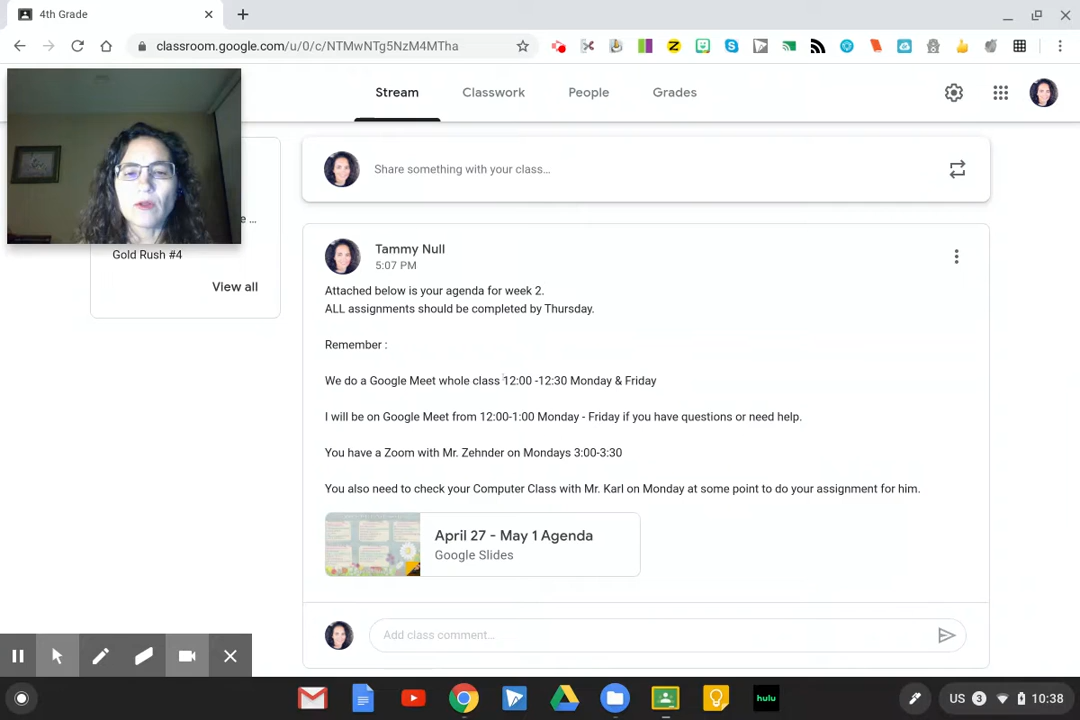 4th Grade
classroom.google.com/u/0/c/NTMwNTg5NzM4MTha
Stream
Classwork
People
Grades
e ...
Gold Rush #4
View all
Share something with your class...
Tammy Null
5:07 PM
Attached below is your agenda for week 2.
ALL assignments should be completed by Thursday.
Remember :
We do a Google Meet whole class 12:00 -12:30 Monday & Friday
I will be on Google Meet from 12:00-1:00 Monday - Friday if you have questions or need help.
You have a Zoom with Mr. Zehnder on Mondays 3:00-3:30
You also need to check your Computer Class with Mr. Karl on Monday at some point to do your assignment for him.
April 27 - May 1 Agenda
Google Slides
Add class comment...
hulu
US 3 10:38